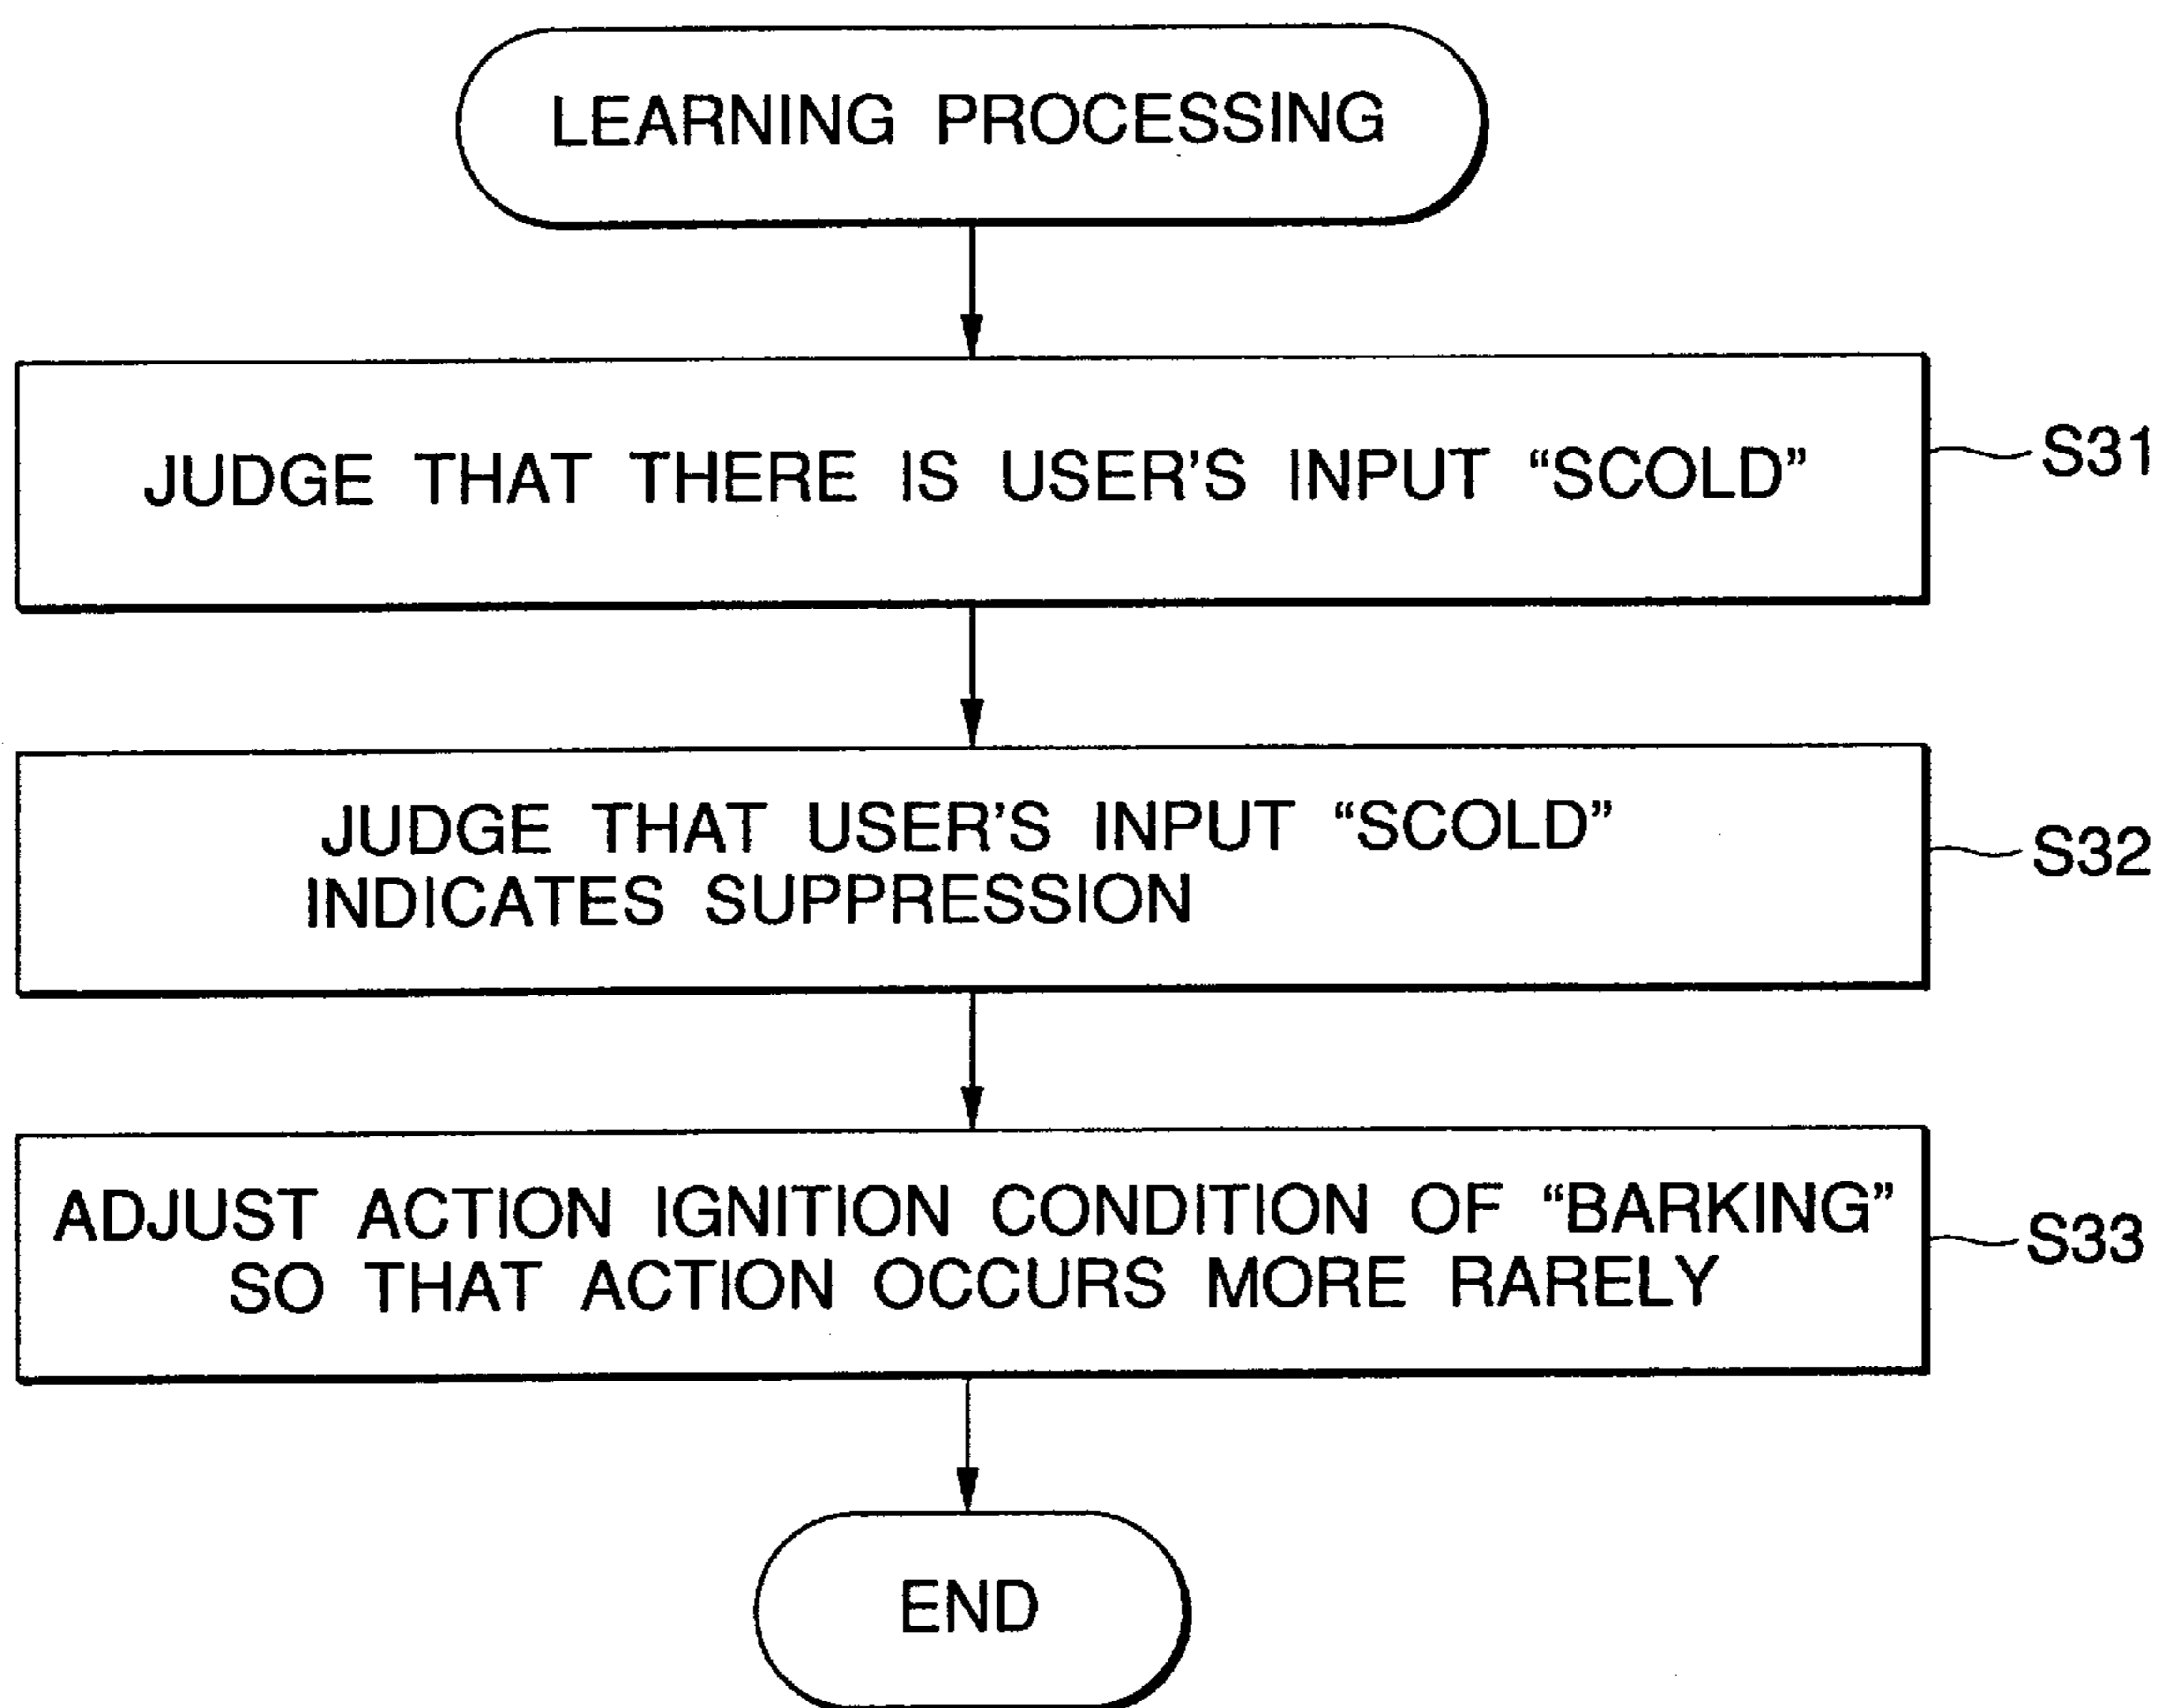 LEARNING PROCESSING
JUDGE THAT THERE IS USER'S INPUT “SCOLD”
S31
JUDGE THAT USER'S INPUT “SCOLD”
INDICATES SUPPRESSION
S32
ADJUST ACTION IGNITION CONDITION OF “BARKING”
SO THAT ACTION OCCURS MORE RARELY
S33
END